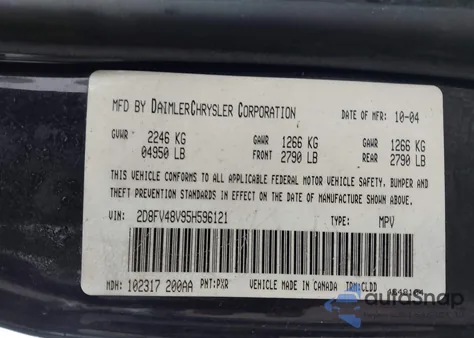 MFD BY DAIMLERCHRYSLER CORPORATION DATE OF MFR: 10-04
GVWR 2246 KG GAWR 1266 KG GAWR 1266 KG
04950 LB FRONT 2790 LB REAR 2790 LB
THIS VEHICLE CONFORMS TO ALL APPLICABLE FEDERAL MOTOR VEHICLE SAFETY, BUMPER AND
THEFT PREVENTION STANDARDS IN EFFECT ON THE DATE OF MANUFACTURE SHOWN ABOVE.
VIN: 2D8FV48V95H596121 TYPE: MPV
MDH: 102317 200AA PNT:PXR VEHICLE MADE IN CANADA TRM:CLDD
autosnap